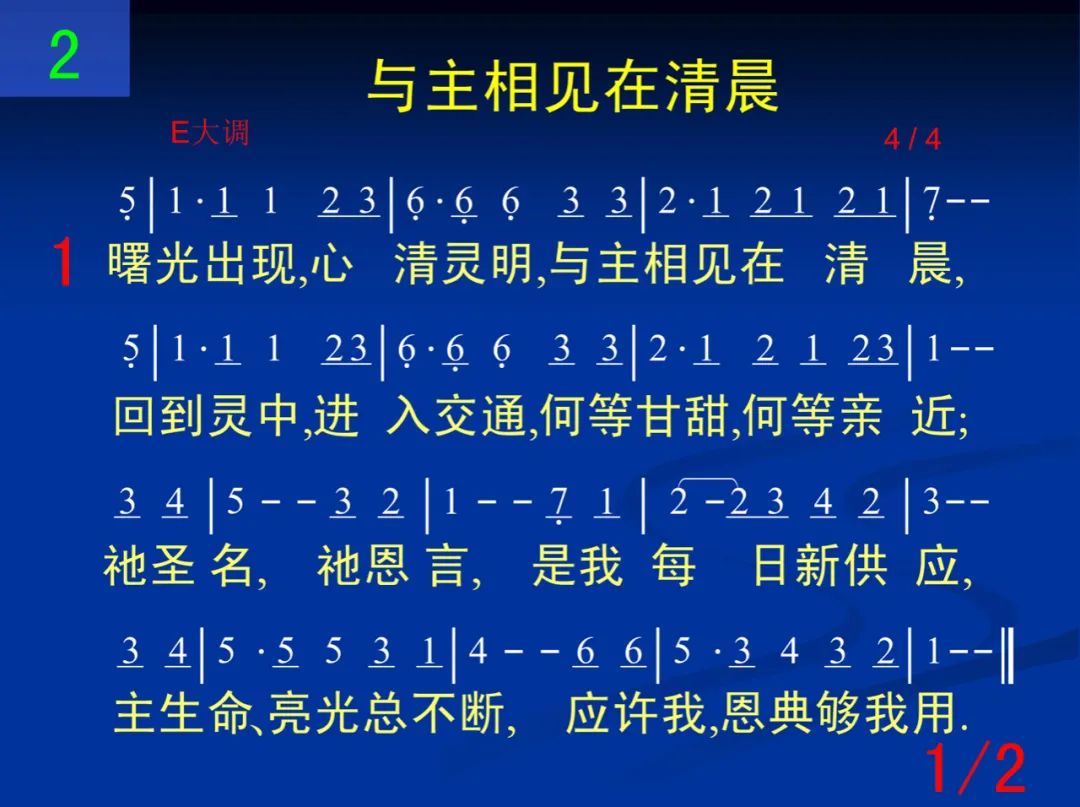 2
与主相见在清晨
E大调
4/4
5̣|1·1 1 2 3|6̣·6̣ 6̣ 3 3|2·1 2 1 2 1|7̣--
1 曙光出现,心 清灵明,与主相见在 清 晨,
5̣|1·1 1 23|6̣·6̣ 6̣ 3 3|2·1 2 1 23|1--
回到灵中,进 入交通,何等甘甜,何等亲 近;
3 4|5--3 2|1--7̣ 1|2-2 3 4 2|3--
祂圣 名, 祂恩 言, 是我 每 日新供 应,
3 4|5·5 5 3 1|4--6 6|5·3 4 3 2|1--‖
主生命、亮光总不断, 应许我,恩典够我用.
1/2